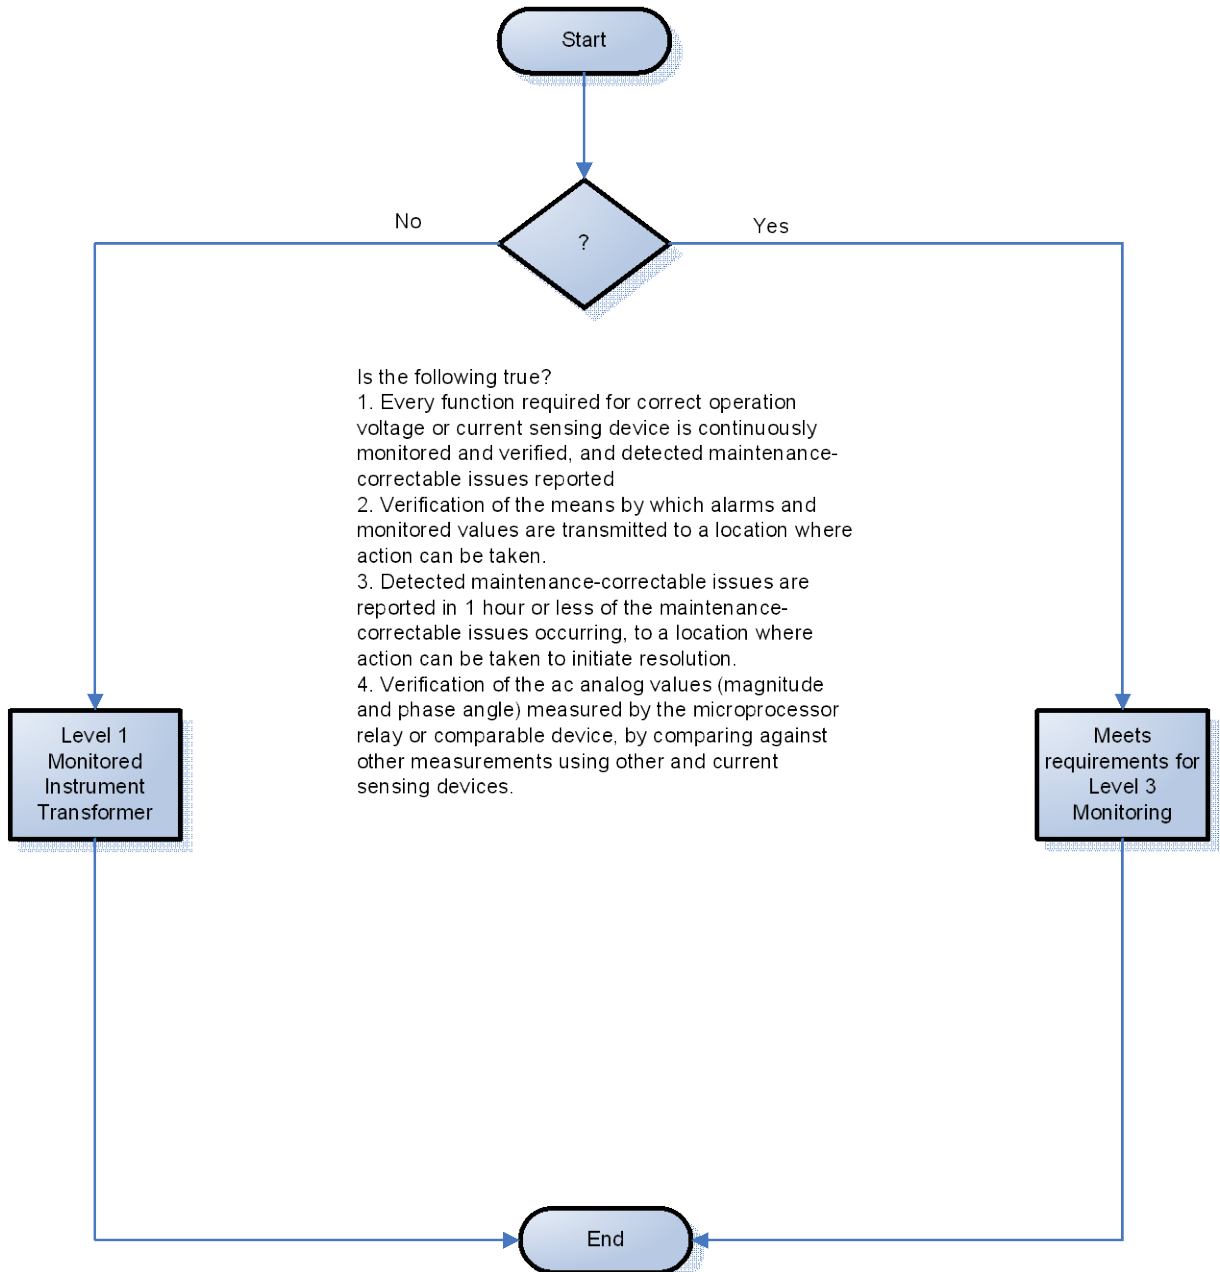 Start
No
Yes
?
Is the following true?
1. Every function required for correct operation
voltage or current sensing device is continuously
monitored and verified, and detected maintenance-
correctable issues reported
2. Verification of the means by which alarms and
monitored values are transmitted to a location where
action can be taken.
3. Detected maintenance-correctable issues are
reported in 1 hour or less of the maintenance-
correctable issues occurring, to a location where
action can be taken to initiate resolution.
4. Verification of the ac analog values (magnitude
and phase angle) measured by the microprocessor
relay or comparable device, by comparing against
other measurements using other and current
sensing devices.
Level 1
Monitored
Instrument
Transformer
Meets
requirements for
Level 3
Monitoring
End